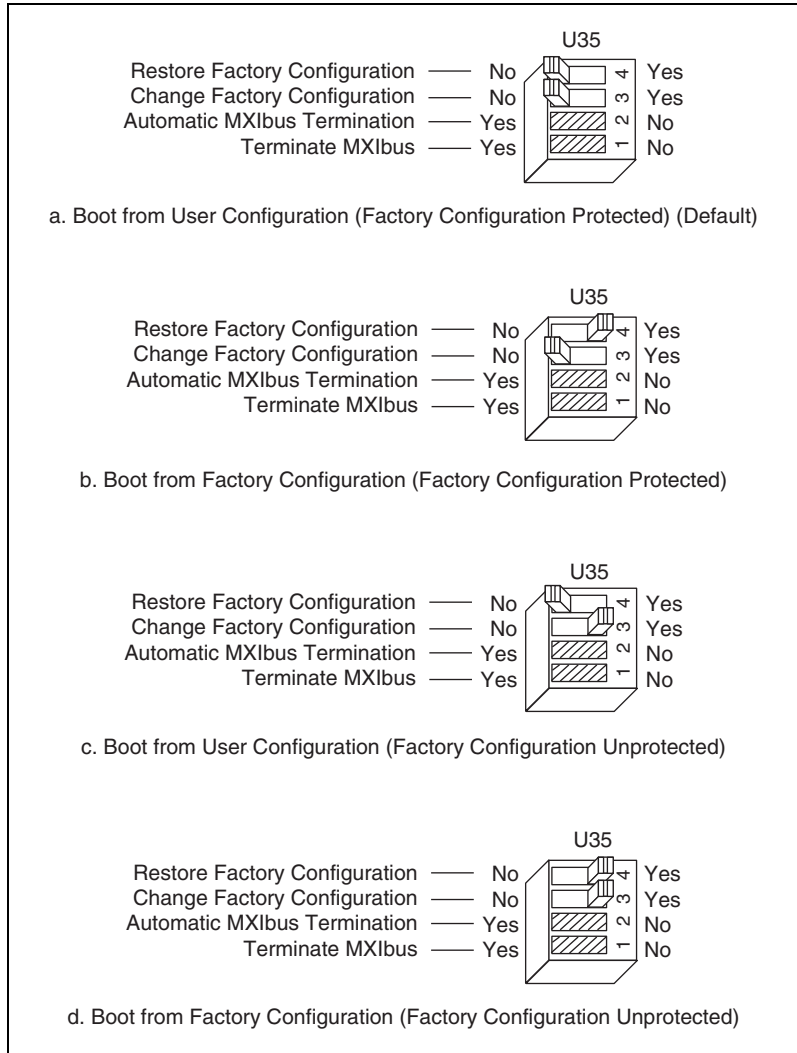 U35
Restore Factory Configuration No 4 Yes
Change Factory Configuration No 3 Yes
Automatic MXIbus Termination Yes 2 No
Terminate MXIbus Yes 1 No
a. Boot from User Configuration (Factory Configuration Protected) (Default)
U35
Restore Factory Configuration No 4 Yes
Change Factory Configuration No 3 Yes
Automatic MXIbus Termination Yes 2 No
Terminate MXIbus Yes 1 No
b. Boot from Factory Configuration (Factory Configuration Protected)
U35
Restore Factory Configuration No 4 Yes
Change Factory Configuration No 3 Yes
Automatic MXIbus Termination Yes 2 No
Terminate MXIbus Yes 1 No
c. Boot from User Configuration (Factory Configuration Unprotected)
U35
Restore Factory Configuration No 4 Yes
Change Factory Configuration No 3 Yes
Automatic MXIbus Termination Yes 2 No
Terminate MXIbus Yes 1 No
d. Boot from Factory Configuration (Factory Configuration Unprotected)